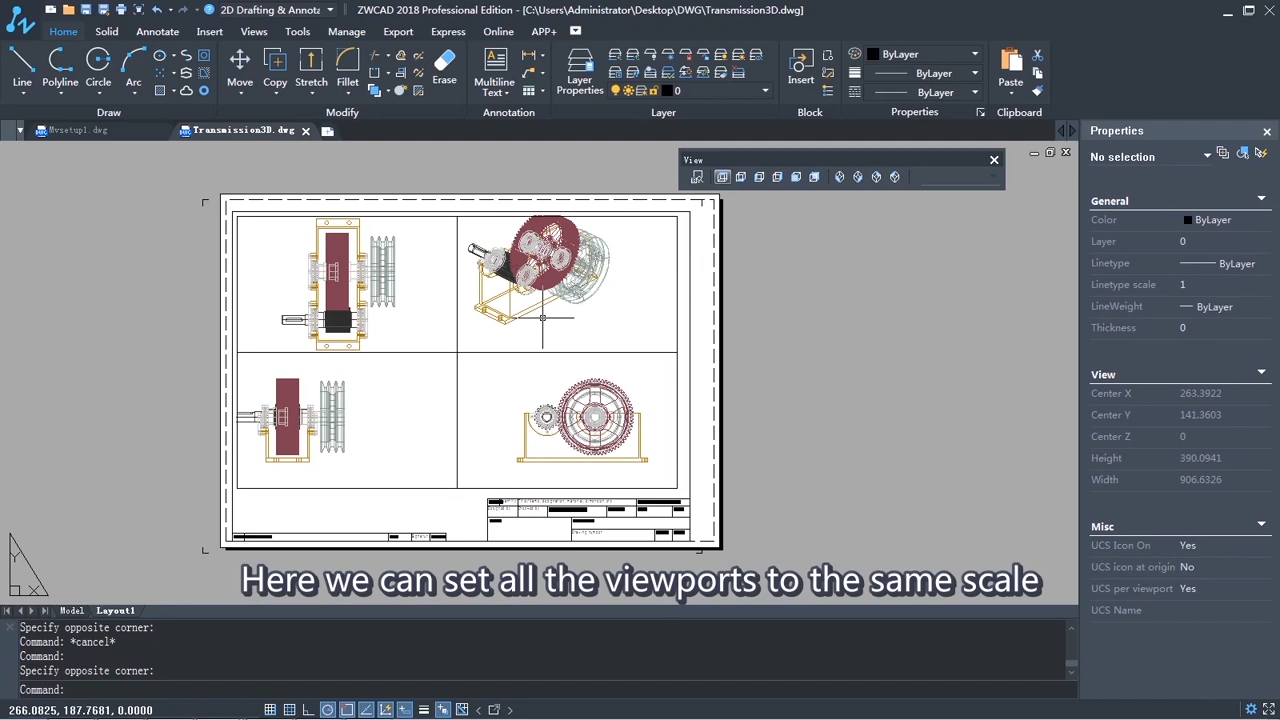 2D Drafting & Annotat
ZWCAD 2018 Professional Edition - [C:\Users\Administrator\Desktop\DWG\Transmission3D.dwg]
Home
Solid
Annotate
Insert
Views
Tools
Manage
Export
Express
Online
APP+
Line
Polyline
Circle
Arc
Move
Copy
Stretch
Fillet
Erase
Multiline
Text
Layer
Properties
0
Insert
ByLayer
ByLayer
ByLayer
Paste
Draw
Modify
Annotation
Layer
Block
Properties
Clipboard
Mvsetup1.dwg
Transmission3D.dwg
View
Properties
No selection
General
Color ByLayer
Layer 0
Linetype ByLayer
Linetype scale 1
LineWeight ByLayer
Thickness 0
View
Center X 263.3922
Center Y 141.3603
Center Z 0
Height 390.0941
Width 906.6326
Misc
UCS Icon On Yes
UCS icon at origin No
UCS per viewport Yes
UCS Name
Y
X
Here we can set all the viewports to the same scale
Model
Layout1
Specify opposite corner:
Command: *cancel*
Command:
Specify opposite corner:
Command:
266.0825, 187.7681, 0.0000